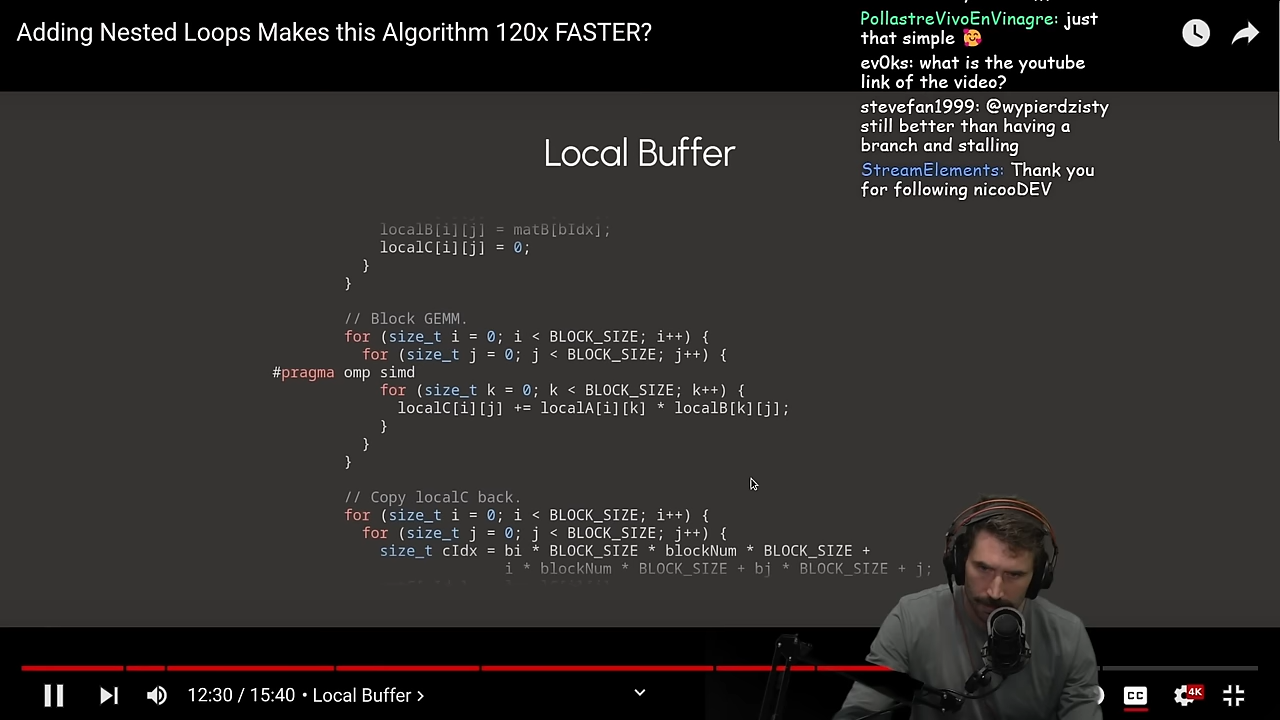 Adding Nested Loops Makes this Algorithm 120x FASTER?
PollastreVivoEnVinagre: just
that simple 🥰
ev0ks: what is the youtube
link of the video?
stevefan1999: @wypierdzisty
still better than having a
branch and stalling
StreamElements: Thank you
for following nicooDEV
Local Buffer
localB[i][j] = matB[bIdx];
localC[i][j] = 0;
}
}
// Block GEMM.
for (size_t i = 0; i < BLOCK_SIZE; i++) {
for (size_t j = 0; j < BLOCK_SIZE; j++) {
#pragma omp simd
for (size_t k = 0; k < BLOCK_SIZE; k++) {
localC[i][j] += localA[i][k] * localB[k][j];
}
}
}
// Copy localC back.
for (size_t i = 0; i < BLOCK_SIZE; i++) {
for (size_t j = 0; j < BLOCK_SIZE; j++) {
size_t cIdx = bi * BLOCK_SIZE * blockNum * BLOCK_SIZE +
i * blockNum * BLOCK_SIZE + bj * BLOCK_SIZE + j;
12:30 / 15:40 • Local Buffer >
CC
4K